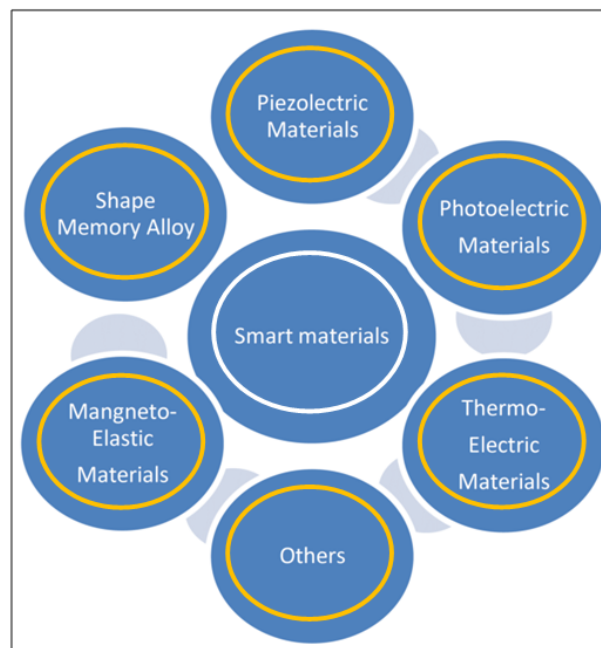 Piezolectric
Materials
Photoelectric
Materials
Thermo-
Electric
Materials
Others
Mangneto-
Elastic
Materials
Shape
Memory Alloy
Smart materials